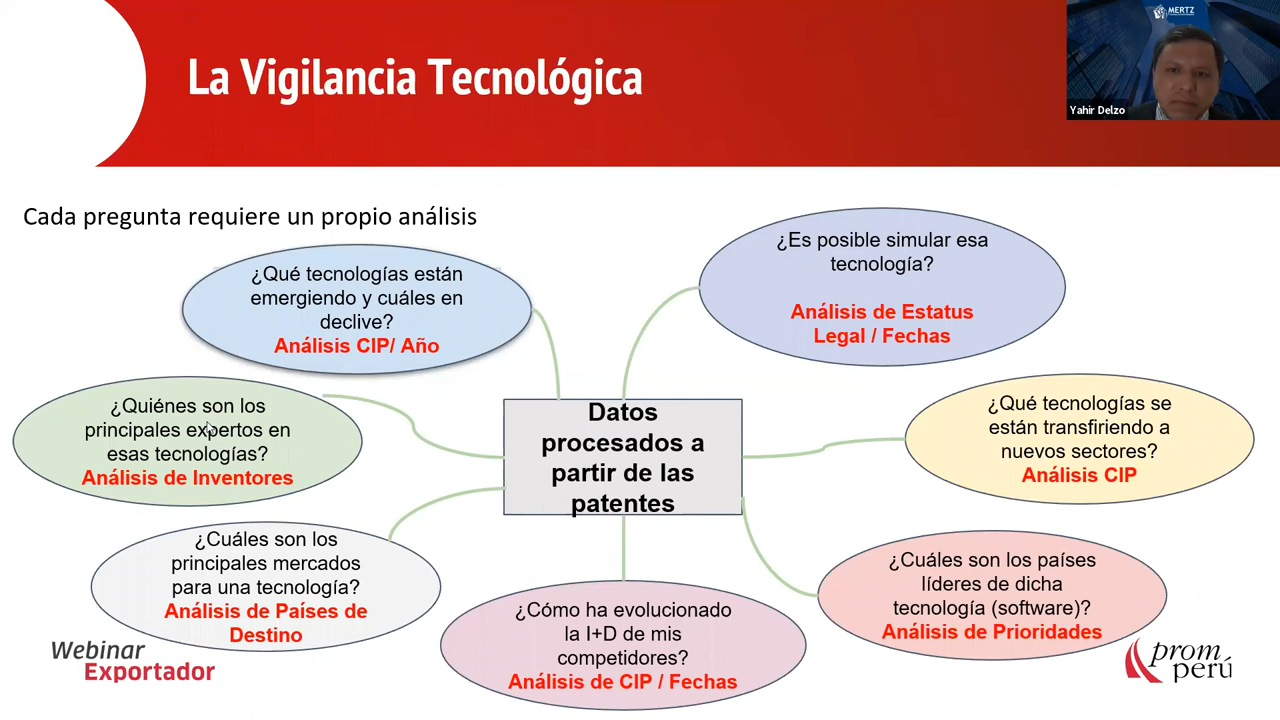 La Vigilancia Tecnológica
MERTZ
Yahir Delzo
Cada pregunta requiere un propio análisis
¿Qué tecnologías están
emergiendo y cuáles en
declive?
Análisis CIP/ Año
¿Es posible simular esa
tecnología?
Análisis de Estatus
Legal / Fechas
¿Quiénes son los
principales expertos en
esas tecnologías?
Análisis de Inventores
Datos
procesados a
partir de las
patentes
¿Qué tecnologías se
están transfiriendo a
nuevos sectores?
Análisis CIP
¿Cuáles son los
principales mercados
para una tecnología?
Análisis de Países de
Destino
¿Cómo ha evolucionado
la I+D de mis
competidores?
Análisis de CIP / Fechas
¿Cuáles son los países
líderes de dicha
tecnología (software)?
Análisis de Prioridades
Webinar
Exportador
prom
perú